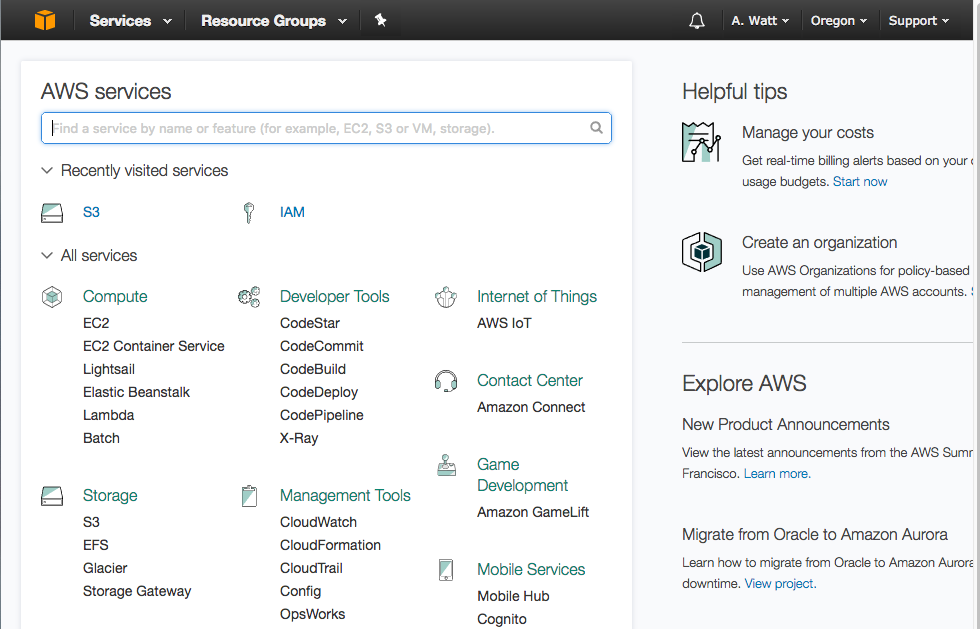 Services
Resource Groups
A. Watt
Oregon
Support
AWS services
Find a service by name or feature (for example, EC2, S3 or VM, storage).
Recently visited services
S3
IAM
All services
Compute
EC2
EC2 Container Service
Lightsail
Elastic Beanstalk
Lambda
Batch
Storage
S3
EFS
Glacier
Storage Gateway
Developer Tools
CodeStar
CodeCommit
CodeBuild
CodeDeploy
CodePipeline
X-Ray
Management Tools
CloudWatch
CloudFormation
CloudTrail
Config
OpsWorks
Internet of Things
AWS IoT
Contact Center
Amazon Connect
Game
Development
Amazon GameLift
Mobile Services
Mobile Hub
Cognito
Helpful tips
Manage your costs
Get real-time billing alerts based on your
usage budgets. Start now
Create an organization
Use AWS Organizations for policy-based
management of multiple AWS accounts.
Explore AWS
New Product Announcements
View the latest announcements from the AWS Summ
Francisco. Learn more.
Migrate from Oracle to Amazon Aurora
Learn how to migrate from Oracle to Amazon Aurora
downtime. View project.